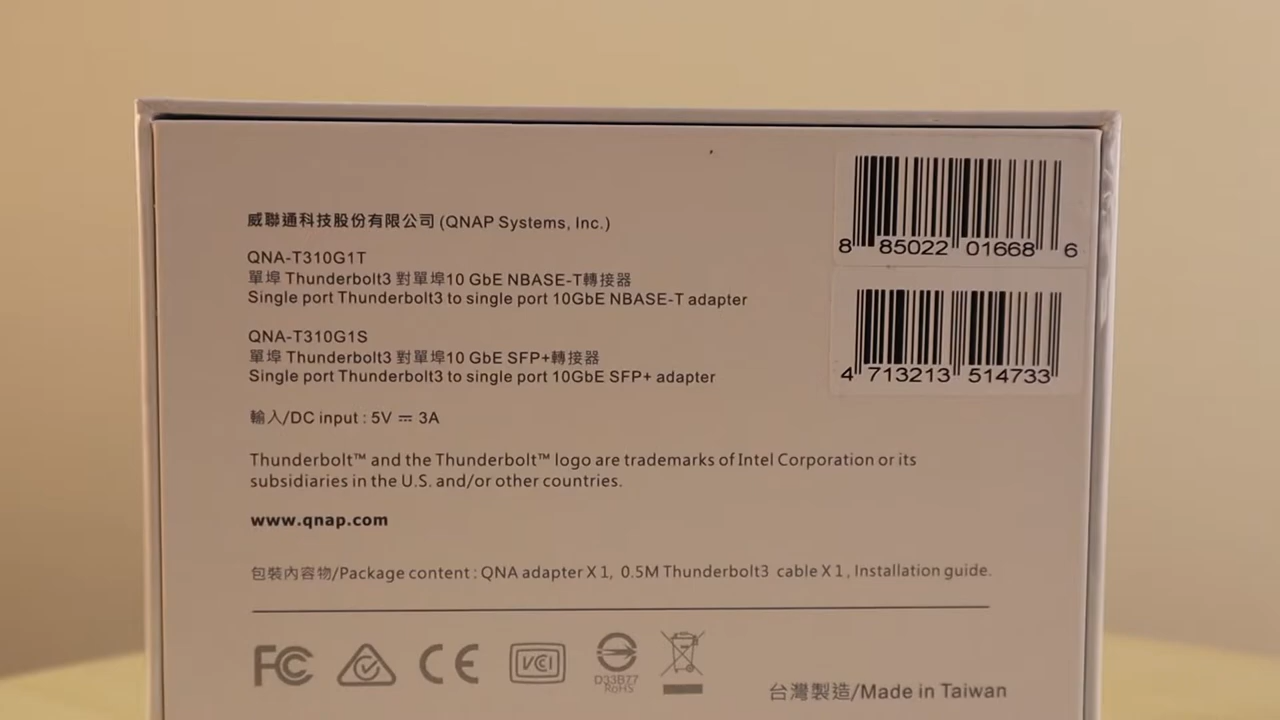 威聯通科技股份有限公司 (QNAP Systems, Inc.)
QNA-T310G1T
單埠 Thunderbolt3 對單埠10 GbE NBASE-T轉接器
Single port Thunderbolt3 to single port 10GbE NBASE-T adapter
QNA-T310G1S
單埠 Thunderbolt3 對單埠10 GbE SFP+轉接器
Single port Thunderbolt3 to single port 10GbE SFP+ adapter
輸入/DC input : 5V ⎓ 3A
Thunderbolt™ and the Thunderbolt™ logo are trademarks of Intel Corporation or its
subsidiaries in the U.S. and/or other countries.
www.qnap.com
包裝內容物/Package content : QNA adapter X 1, 0.5M Thunderbolt3 cable X 1 , Installation guide.
8 85022 01668 6
4 713213 514733
FC CE VCI
D33B27
RoHS
台灣製造/Made in Taiwan